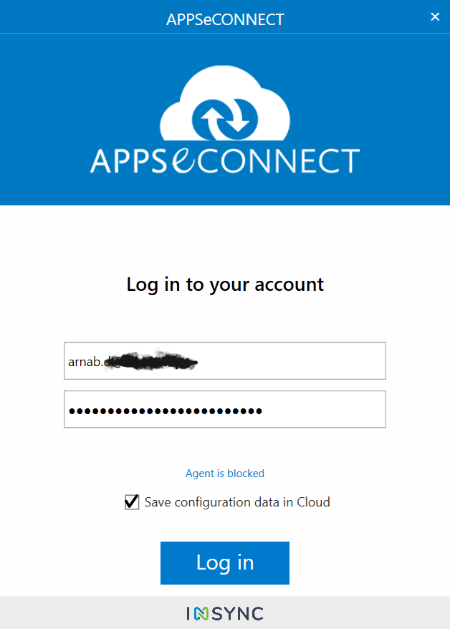 APPSeCONNECT
APPSeCONNECT
Log in to your account
arnab.
Agent is blocked
Save configuration data in Cloud
Log in
INSYNC